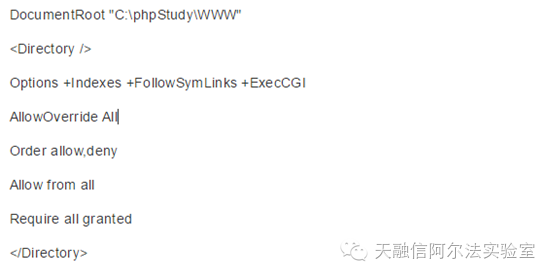 DocumentRoot "C:\phpStudy\WWW"
<Directory />
Options +Indexes +FollowSymLinks +ExecCGI
AllowOverride All
Order allow,deny
Allow from all
Require all granted
</Directory>
天融信阿尔法实验室